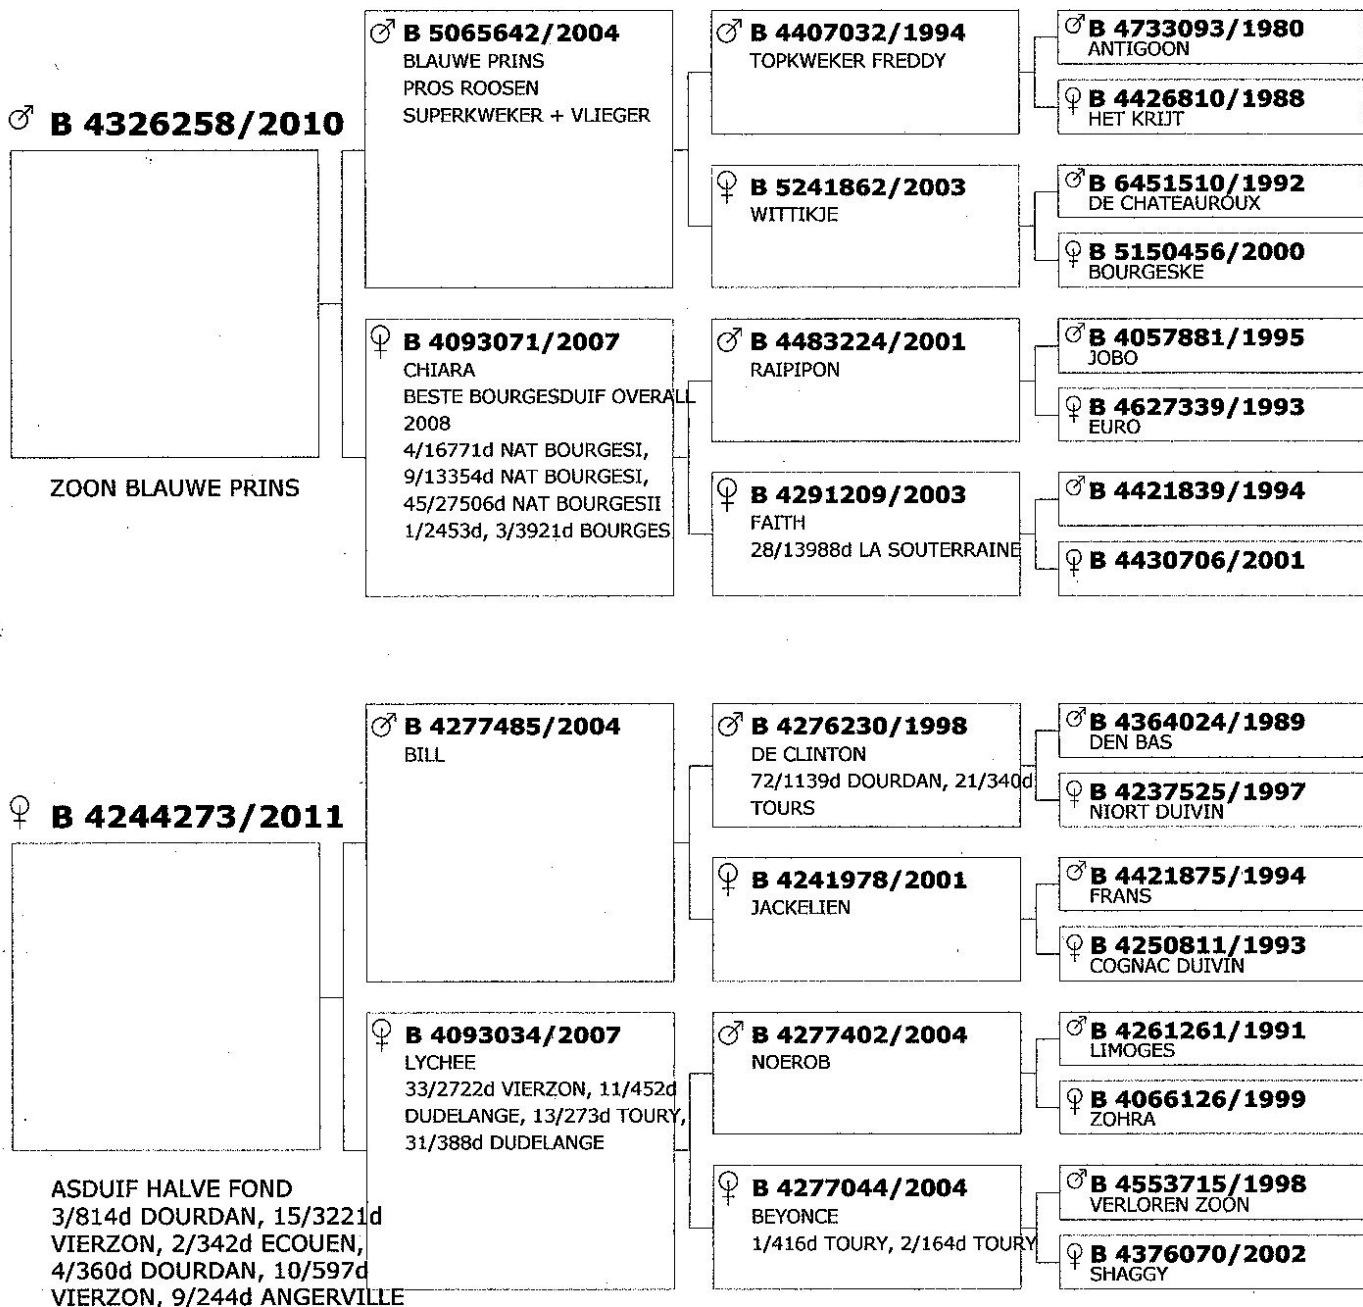 B 4326258/2010
ZOON BLAUWE PRINS
B 5065642/2004
BLAUWE PRINS
PROS ROOSEN
SUPERKWEKER + VLIEGER
B 4093071/2007
CHIARA
BESTE BOURGESDUIF OVERALL
2008
4/16771d NAT BOURGESI,
9/13354d NAT BOURGESI,
45/27506d NAT BOURGESII
1/2453d, 3/3921d BOURGES
B 4407032/1994
TOPKWEKER FREDDY
B 5241862/2003
WITTIKJE
B 4483224/2001
RAIPIPON
B 4291209/2003
FAITH
28/13988d LA SOUTERRAINE
B 4733093/1980
ANTIGOON
B 4426810/1988
HET KRIJT
B 6451510/1992
DE CHATEAUROUX
B 5150456/2000
BOURGESKE
B 4057881/1995
JOBO
B 4627339/1993
EURO
B 4421839/1994
B 4430706/2001
B 4244273/2011
ASDUIF HALVE FOND
3/814d DOURDAN, 15/3221d
VIERZON, 2/342d ECOUEN,
4/360d DOURDAN, 10/597d
VIERZON, 9/244d ANGERVILLE
B 4277485/2004
BILL
B 4093034/2007
LYCHEE
33/2722d VIERZON, 11/452d
DUDELANGE, 13/273d TOURY,
31/388d DUDELANGE
B 4276230/1998
DE CLINTON
72/1139d DOURDAN, 21/340d
TOURS
B 4241978/2001
JACKELIEN
B 4277402/2004
NOEROB
B 4277044/2004
BEYONCE
1/416d TOURY, 2/164d TOURY
B 4364024/1989
DEN BAS
B 4237525/1997
NIORT DUIVIN
B 4421875/1994
FRANS
B 4250811/1993
COGNAC DUIVIN
B 4261261/1991
LIMOGES
B 4066126/1999
ZOHRA
B 4553715/1998
VERLOREN ZOON
B 4376070/2002
SHAGGY